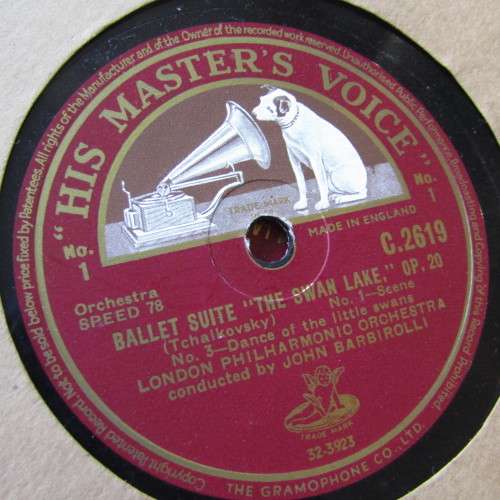 "HIS MASTER'S VOICE"
TRADE MARK
MADE IN ENGLAND
No. 1
No. 1
C.2619
Orchestra
SPEED 78
BALLET SUITE "THE SWAN LAKE," OP. 20
(Tchaikovsky) No. 1—Scene
No. 3—Dance of the little swans
LONDON PHILHARMONIC ORCHESTRA
conducted by JOHN BARBIROLLI
TRADE MARK
32-3923
THE GRAMOPHONE CO., LTD.
Copyright Patented Record. Not to be sold below price fixed by Patentees. All rights of the Manufacturer and of the Owner of the recorded work reserved. Unauthorised Public Performance, Broadcasting and Copying of this Record Prohibited.